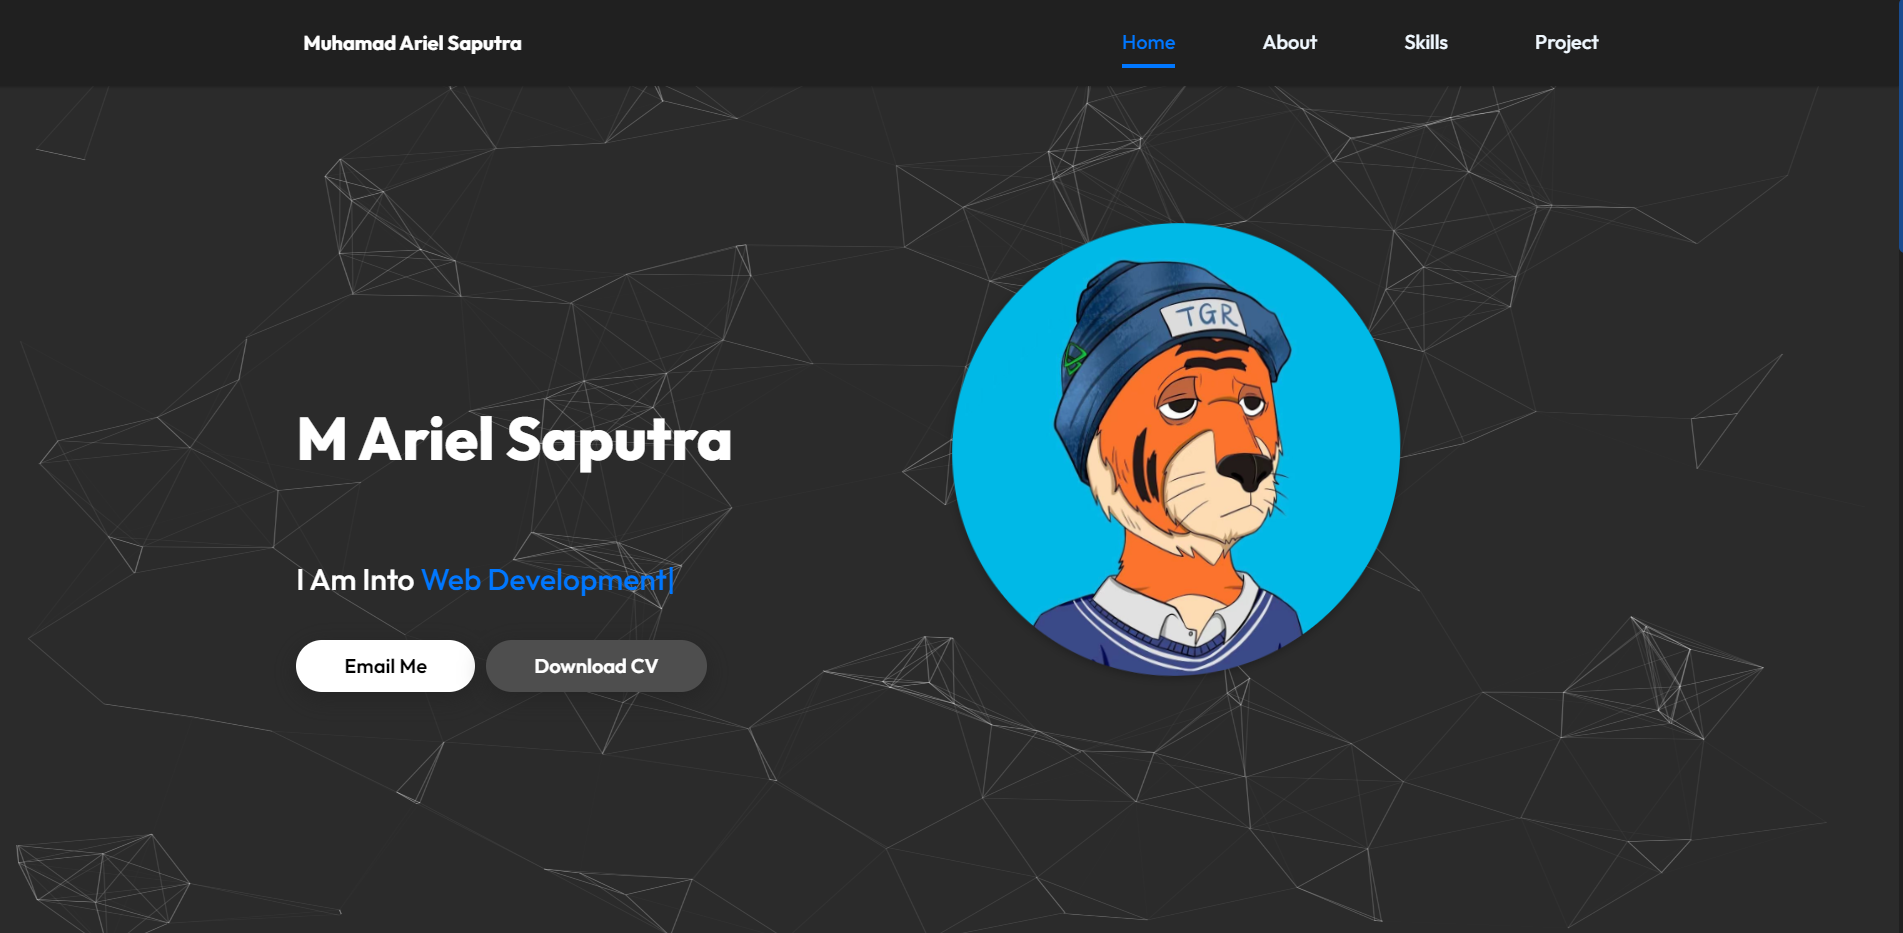 Muhamad Ariel Saputra
Home
About
Skills
Project
TGR
M Ariel Saputra
I Am Into Web Development|
Email Me
Download CV